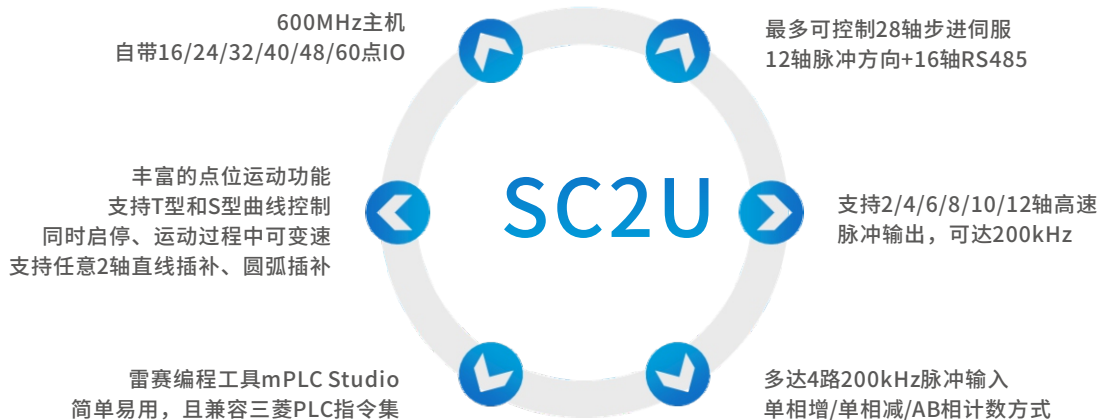 600MHz主机
自带16/24/32/40/48/60点IO
最多可控制28轴步进伺服
12轴脉冲方向+16轴RS485
丰富的点位运动功能
支持T型和S型曲线控制
同时启停、运动过程中可变速
支持任意2轴直线插补、圆弧插补
SC2U
支持2/4/6/8/10/12轴高速
脉冲输出，可达200kHz
雷赛编程工具mPLC Studio
简单易用，且兼容三菱PLC指令集
多达4路200kHz脉冲输入
单相增/单相减/AB相计数方式